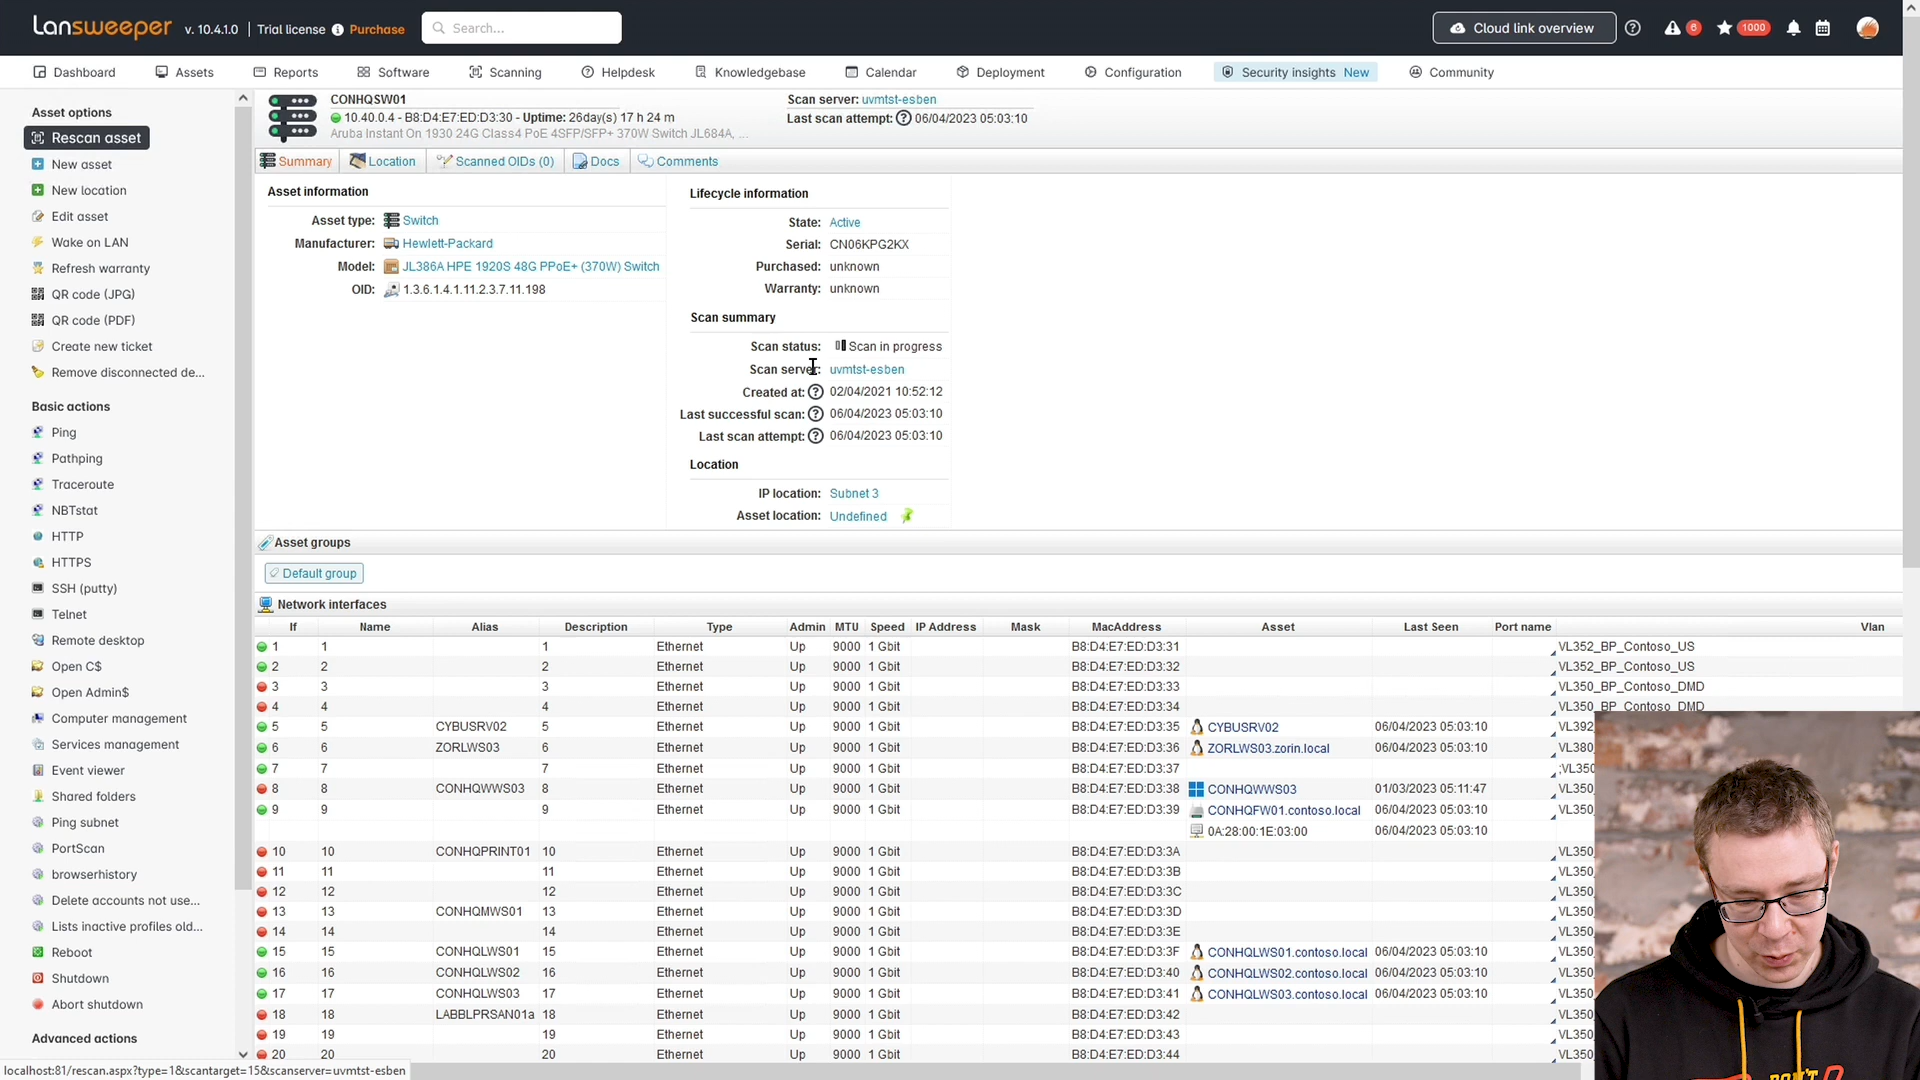 lansweeper v. 10.4.1.0 Trial license Purchase Search... Cloud link overview 6 1000
Dashboard Assets Reports Software Scanning Helpdesk Knowledgebase Calendar Deployment Configuration Security insights New Community
Asset options
Rescan asset
New asset
New location
Edit asset
Wake on LAN
Refresh warranty
QR code (JPG)
QR code (PDF)
Create new ticket
Remove disconnected de...
Basic actions
Ping
Pathping
Traceroute
NBTstat
HTTP
HTTPS
SSH (putty)
Telnet
Remote desktop
Open C$
Open Admin$
Computer management
Services management
Event viewer
Shared folders
Ping subnet
PortScan
browserhistory
Delete accounts not use...
Lists inactive profiles old...
Reboot
Shutdown
Abort shutdown
Advanced actions
CONHQSW01
10.40.0.4 - B8:D4:E7:ED:D3:30 - Uptime: 26day(s) 17 h 24 m
Aruba Instant On 1930 24G Class4 PoE 4SFP/SFP+ 370W Switch JL684A, ...
Scan server: uvmtst-esben
Last scan attempt: 06/04/2023 05:03:10
Summary Location Scanned OIDs (0) Docs Comments
Asset information
Asset type: Switch
Manufacturer: Hewlett-Packard
Model: JL386A HPE 1920S 48G PPoE+ (370W) Switch
OID: 1.3.6.1.4.1.11.2.3.7.11.198
Lifecycle information
State: Active
Serial: CN06KPG2KX
Purchased: unknown
Warranty: unknown
Scan summary
Scan status: Scan in progress
Scan server: uvmtst-esben
Created at: 02/04/2021 10:52:12
Last successful scan: 06/04/2023 05:03:10
Last scan attempt: 06/04/2023 05:03:10
Location
IP location: Subnet 3
Asset location: Undefined
Asset groups
Default group
Network interfaces
If Name Alias Description Type Admin MTU Speed IP Address Mask MacAddress Asset Last Seen Port name Vlan
1 1 1 Ethernet Up 9000 1 Gbit B8:D4:E7:ED:D3:31 VL352_BP_Contoso_US
2 2 2 Ethernet Up 9000 1 Gbit B8:D4:E7:ED:D3:32 VL352_BP_Contoso_US
3 3 3 Ethernet Up 9000 1 Gbit B8:D4:E7:ED:D3:33 VL350_BP_Contoso_DMD
4 4 4 Ethernet Up 9000 1 Gbit B8:D4:E7:ED:D3:34 VL350_BP_Contoso_DMD
5 5 CYBUSRV02 5 Ethernet Up 9000 1 Gbit B8:D4:E7:ED:D3:35 CYBUSRV02 06/04/2023 05:03:10 VL392
6 6 ZORLWS03 6 Ethernet Up 9000 1 Gbit B8:D4:E7:ED:D3:36 ZORLWS03.zorin.local 06/04/2023 05:03:10 VL380
7 7 7 Ethernet Up 9000 1 Gbit B8:D4:E7:ED:D3:37 ;VL350
8 8 CONHQWWS03 8 Ethernet Up 9000 1 Gbit B8:D4:E7:ED:D3:38 CONHQWWS03 01/03/2023 05:11:47 VL350
9 9 9 Ethernet Up 9000 1 Gbit B8:D4:E7:ED:D3:39 CONHQFW01.contoso.local 06/04/2023 05:03:10 VL350
0A:28:00:1E:03:00 06/04/2023 05:03:10
10 10 CONHQPRINT01 10 Ethernet Up 9000 1 Gbit B8:D4:E7:ED:D3:3A VL350
11 11 11 Ethernet Up 9000 1 Gbit B8:D4:E7:ED:D3:3B VL350
12 12 12 Ethernet Up 9000 1 Gbit B8:D4:E7:ED:D3:3C VL350
13 13 CONHQMWS01 13 Ethernet Up 9000 1 Gbit B8:D4:E7:ED:D3:3D VL350
14 14 14 Ethernet Up 9000 1 Gbit B8:D4:E7:ED:D3:3E VL350
15 15 CONHQLWS01 15 Ethernet Up 9000 1 Gbit B8:D4:E7:ED:D3:3F CONHQLWS01.contoso.local 06/04/2023 05:03:10 VL350
16 16 CONHQLWS02 16 Ethernet Up 9000 1 Gbit B8:D4:E7:ED:D3:40 CONHQLWS02.contoso.local 06/04/2023 05:03:10 VL350
17 17 CONHQLWS03 17 Ethernet Up 9000 1 Gbit B8:D4:E7:ED:D3:41 CONHQLWS03.contoso.local 06/04/2023 05:03:10 VL350
18 18 LABBLPRSAN01a 18 Ethernet Up 9000 1 Gbit B8:D4:E7:ED:D3:42 VL350
19 19 19 Ethernet Up 9000 1 Gbit B8:D4:E7:ED:D3:43 VL350
20 20 20 Ethernet Up 9000 1 Gbit B8:D4:E7:ED:D3:44 VL350
localhost:81/rescan.aspx?type=1&scantarget=15&scanserver=uvmtst-esben